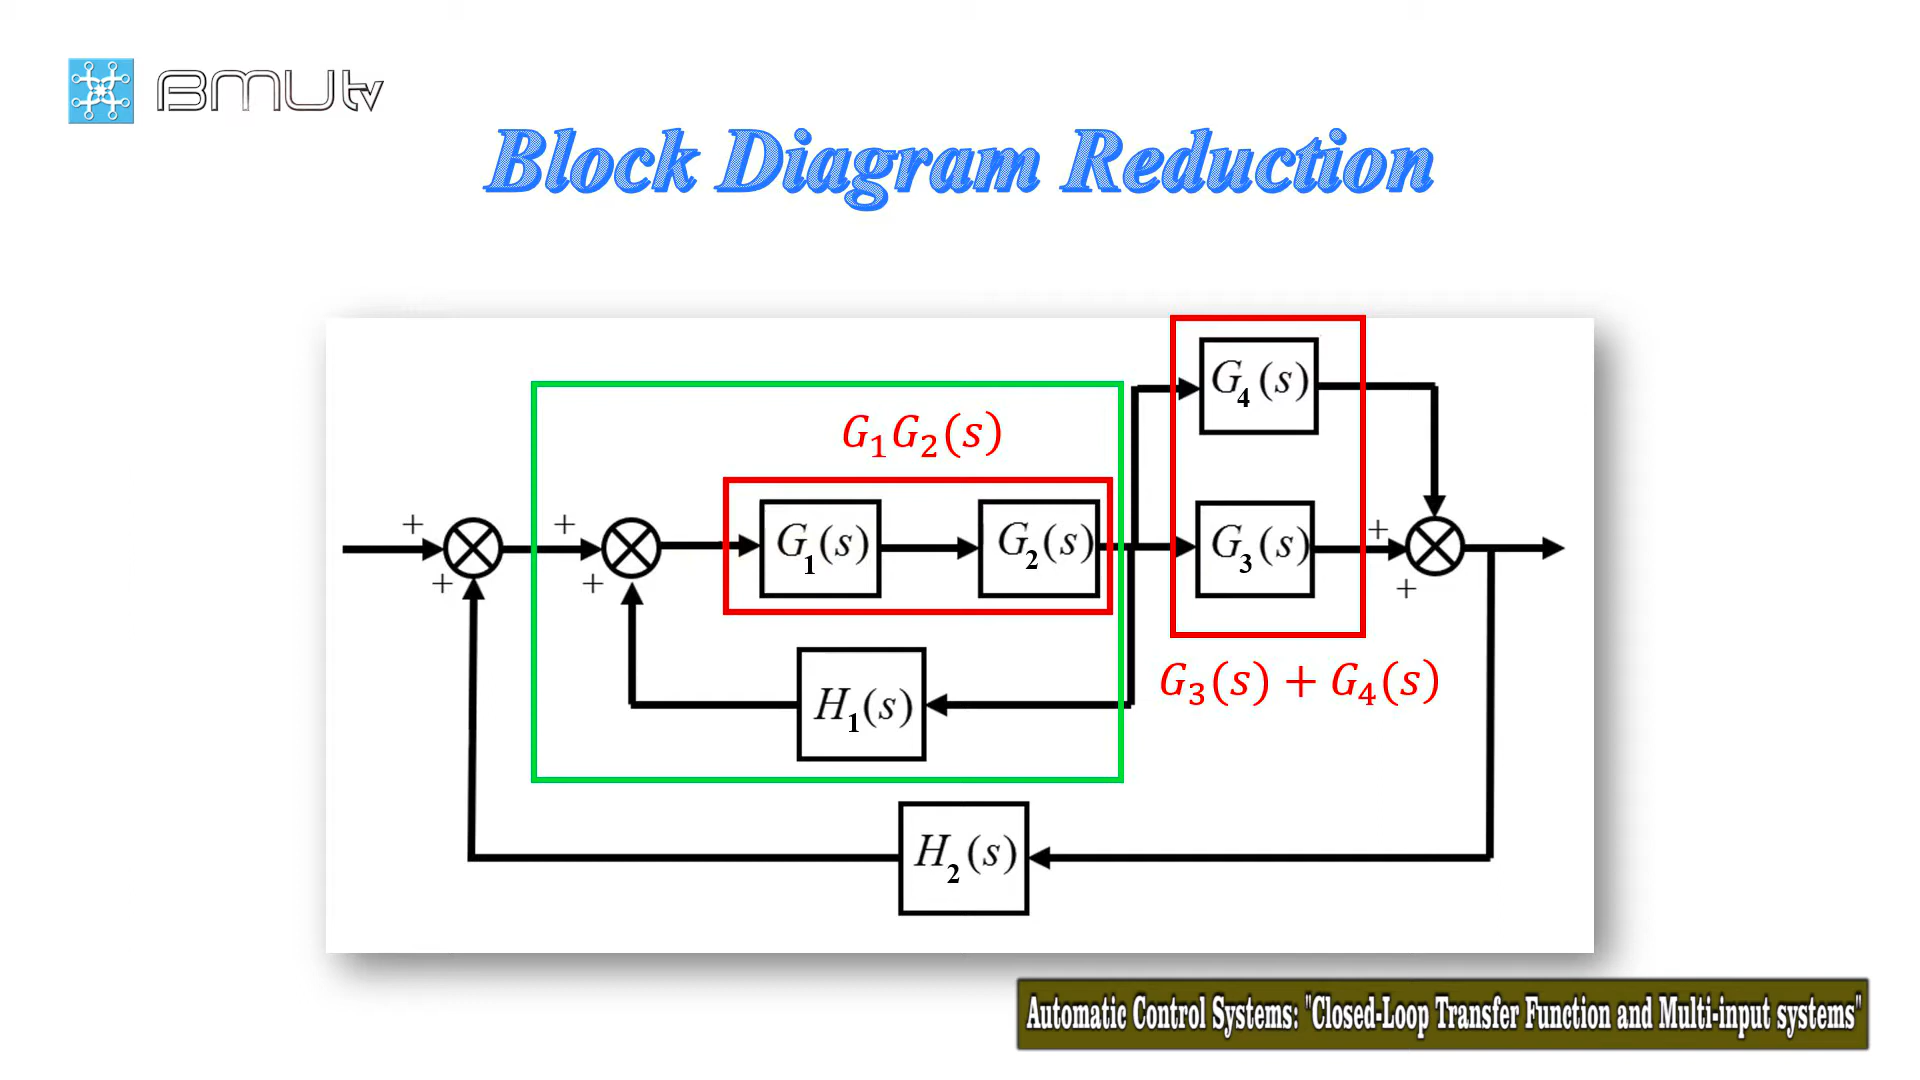 BMUtv
Block Diagram Reduction
G₄(s)
G₁G₂(s)
+
+
G₁(s)
G₂(s)
G₃(s)
+
+
+
+
H₁(s)
G₃(s) + G₄(s)
H₂(s)
Automatic Control Systems: "Closed-Loop Transfer Function and Multi-input systems"